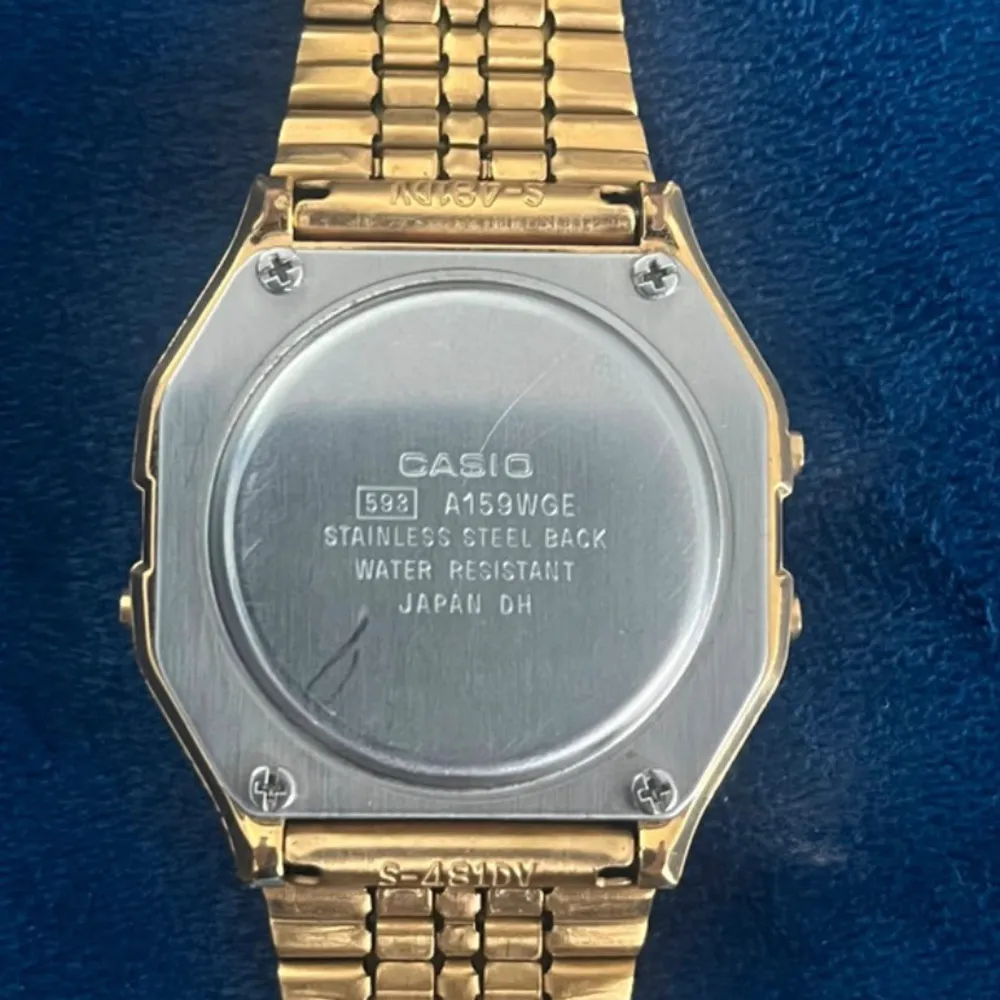 S-481DV
CASIO
593 A159WGE
STAINLESS STEEL BACK
WATER RESISTANT
JAPAN DH
S-481DV